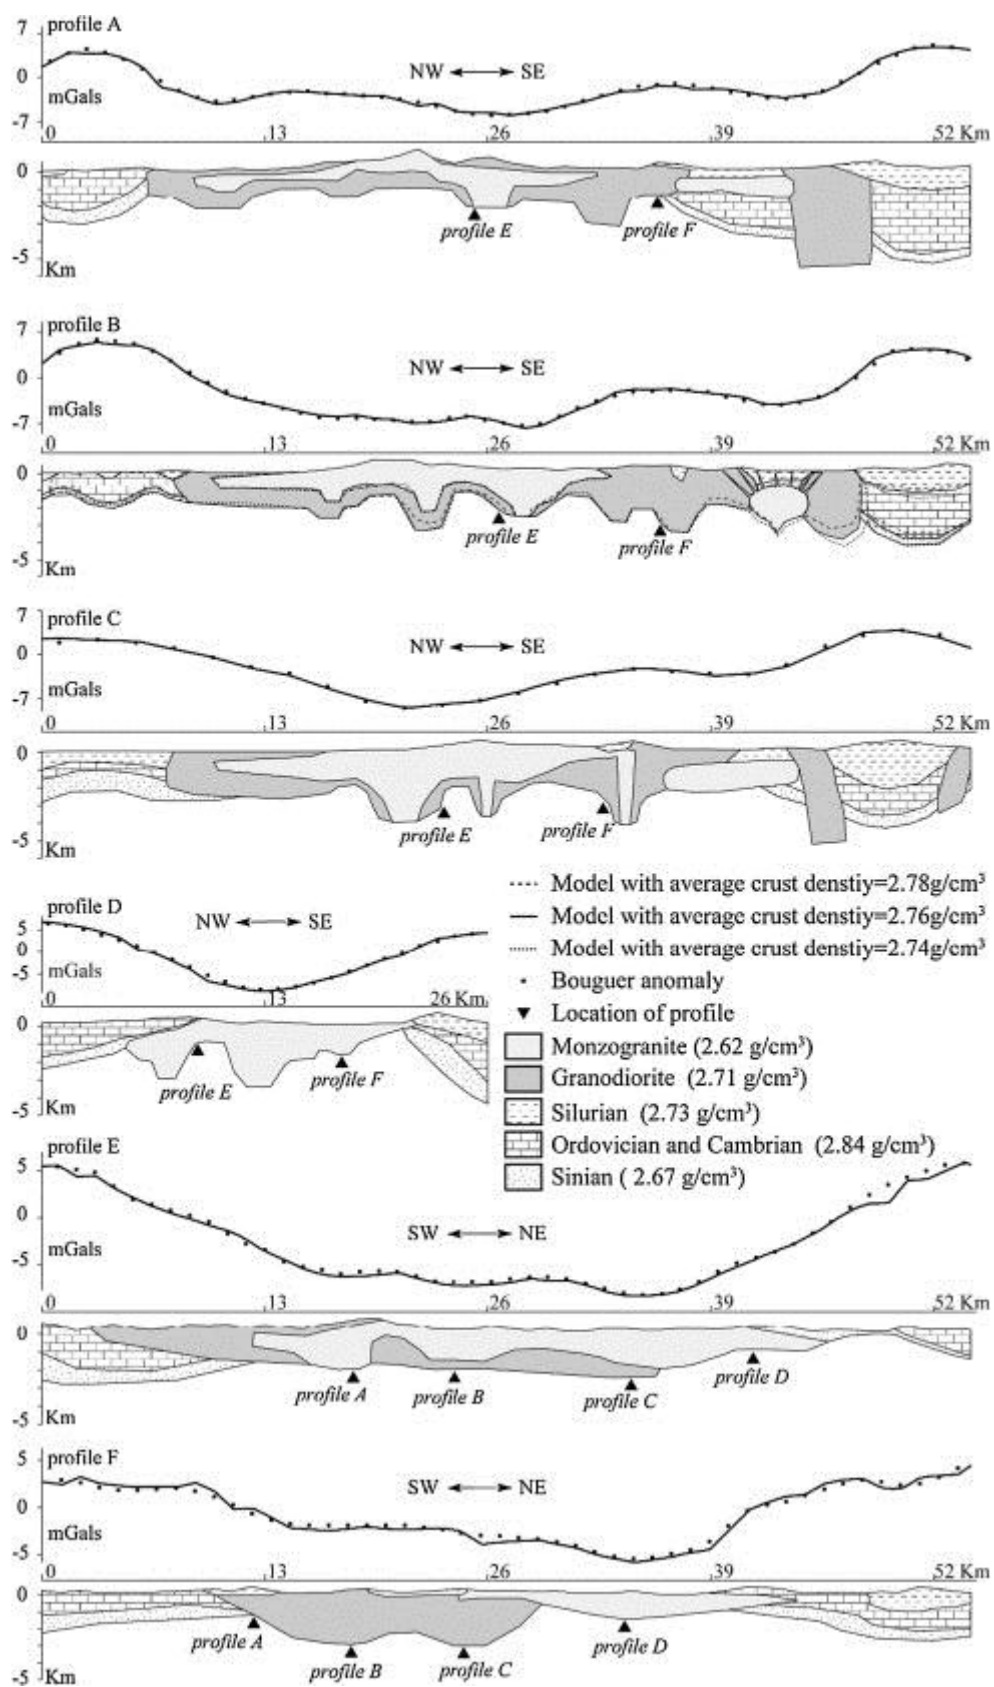 profile A
7
NW SE
0
mGals
-7
0 13 26 39 52 Km
0
profile E profile F
-5
Km
profile B
7
NW SE
0
mGals
-7
0 13 26 39 52 Km
0
profile E profile F
-5
Km
profile C
7
NW SE
0
mGals
-7
0 13 26 39 52 Km
0
profile E profile F
-5
Km
profile D
NW SE
5
0
mGals
-5
0 13 26 Km
0
profile E profile F
-5
Km
Model with average crust denstiy=2.78g/cm³
Model with average crust denstiy=2.76g/cm³
Model with average crust denstiy=2.74g/cm³
Bouguer anomaly
Location of profile
Monzogranite (2.62 g/cm³)
Granodiorite (2.71 g/cm³)
Silurian (2.73 g/cm³)
Ordovician and Cambrian (2.84 g/cm³)
Sinian ( 2.67 g/cm³)
profile E
5
0
SW NE
mGals
-5
0 13 26 39 52 Km
0
profile A profile B profile C profile D
-5
Km
profile F
5
SW NE
0
mGals
-5
0 13 26 39 52 Km
0
profile A profile B profile C profile D
-5
Km